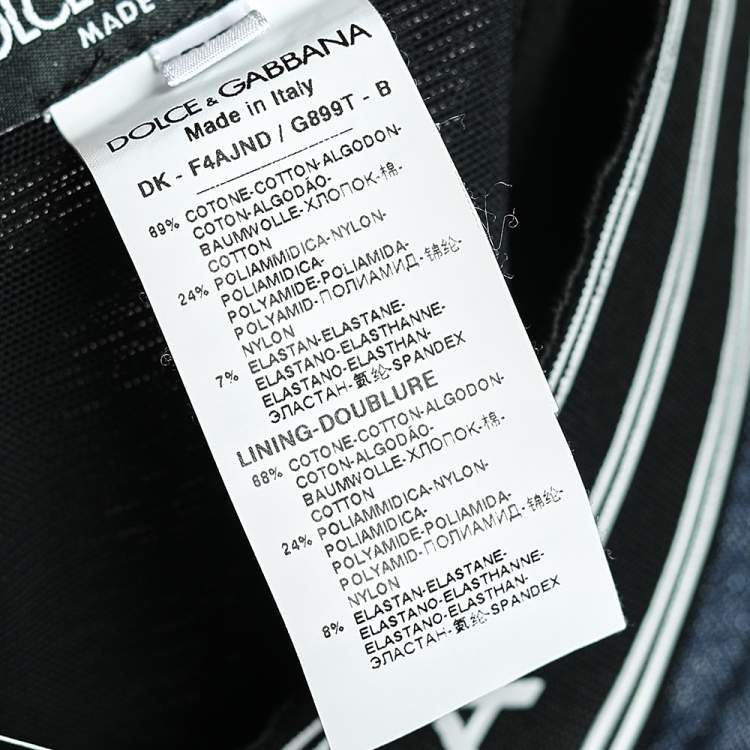 MADE
DOLCE & GABBANA
Made in Italy
DK - F4AJND / G899T - B
69% COTONE-COTTON-ALGODON-
COTON-ALGODÃO-
BAUMWOLLE-ХЛОПОК-棉-
COTTON
24% POLIAMMIDICA-NYLON-
POLIAMIDICA-
POLYAMIDE-POLIAMIDA-
POLYAMID-ПОЛИАМИД-锦纶-
NYLON
7% ELASTAN-ELASTANE-
ELASTANO-ELASTHANNE-
ELASTANO-ELASTHAN-
ЭЛАСТАН-氨纶-SPANDEX
LINING-DOUBLURE
68% COTONE-COTTON-ALGODON-
COTON-ALGODÃO-
BAUMWOLLE-ХЛОПОК-棉-
COTTON
24% POLIAMMIDICA-NYLON-
POLIAMIDICA-
POLYAMIDE-POLIAMIDA-
POLYAMID-ПОЛИАМИД-锦纶-
NYLON
8% ELASTAN-ELASTANE-
ELASTANO-ELASTHANNE-
ELASTANO-ELASTHAN-
ЭЛАСТАН-氨纶-SPANDEX